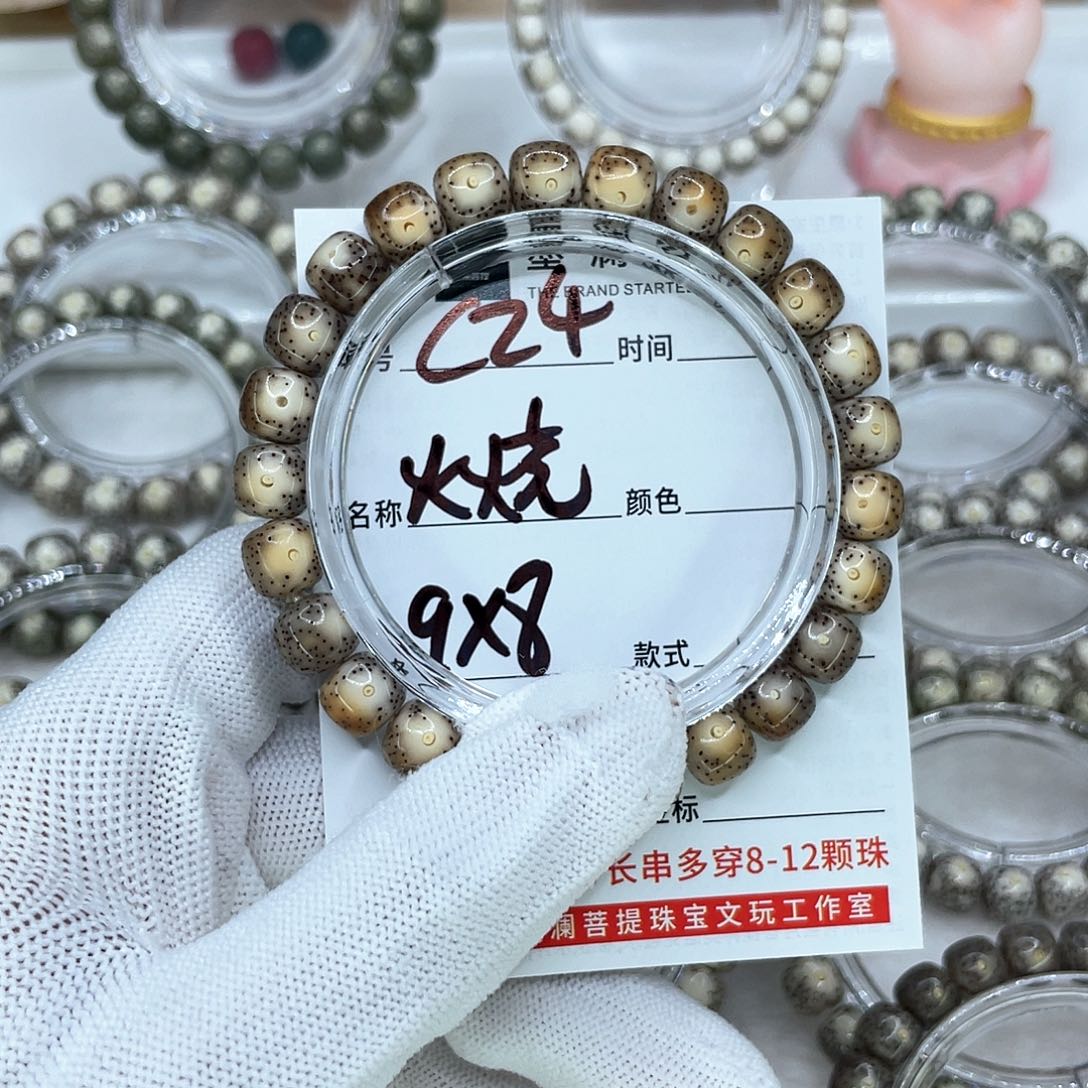 THE BRAND STARTE
号 C24 时间
名称 火烧 颜色
9X8 款式
标
长串多穿8-12颗珠
澜菩提珠宝文玩工作室